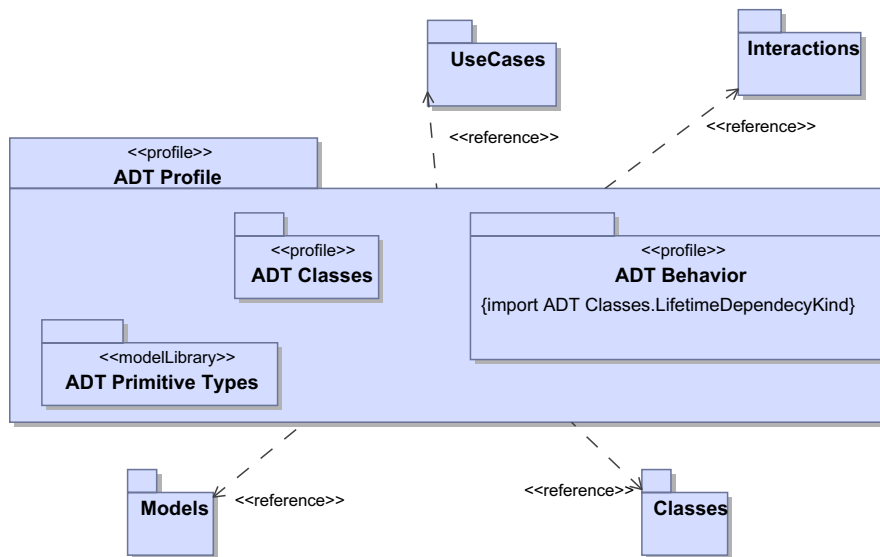 UseCases
Interactions
<<reference>>
<<reference>>
<<profile>>
ADT Profile
<<profile>>
ADT Classes
<<profile>>
ADT Behavior
{import ADT Classes.LifetimeDependecyKind}
<<modelLibrary>>
ADT Primitive Types
Models
<<reference>>
<<reference>>
Classes